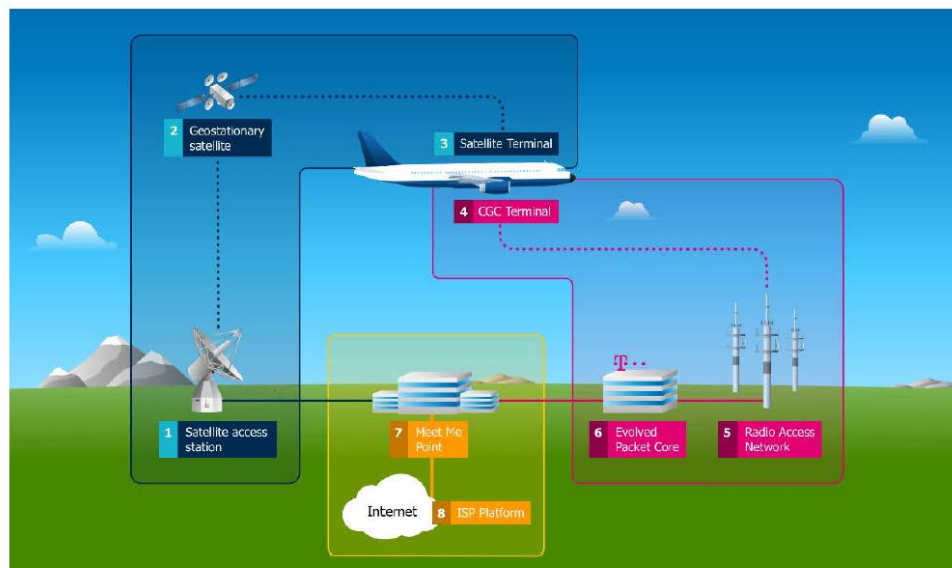 2 Geostationary
satellite
3 Satellite Terminal
4 CGC Terminal
T
1 Satellite access
station
7 Meet Me
Point
6 Evolved
Packet Core
5 Radio Access
Network
Internet
8 ISP Platform